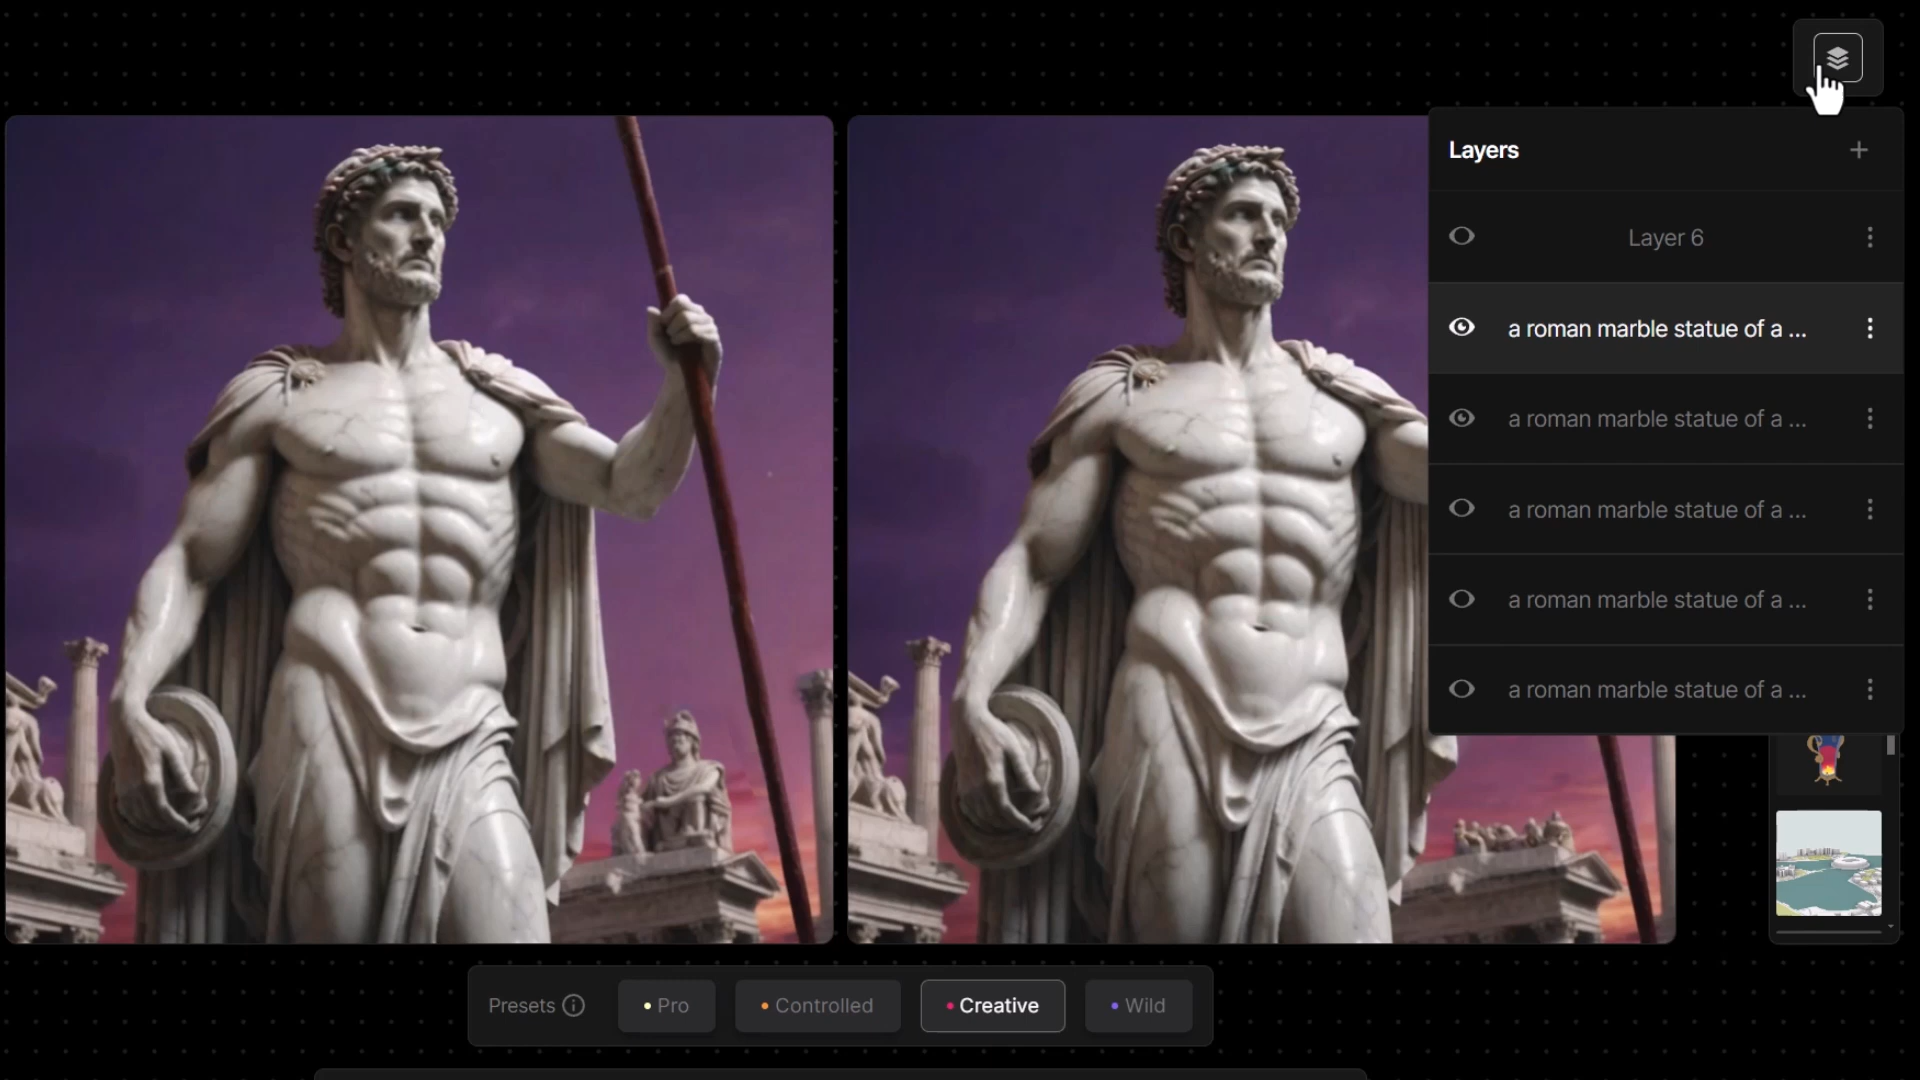 Layers
Layer 6
a roman marble statue of a ...
a roman marble statue of a ...
a roman marble statue of a ...
a roman marble statue of a ...
a roman marble statue of a ...
Presets
Pro
Controlled
Creative
Wild